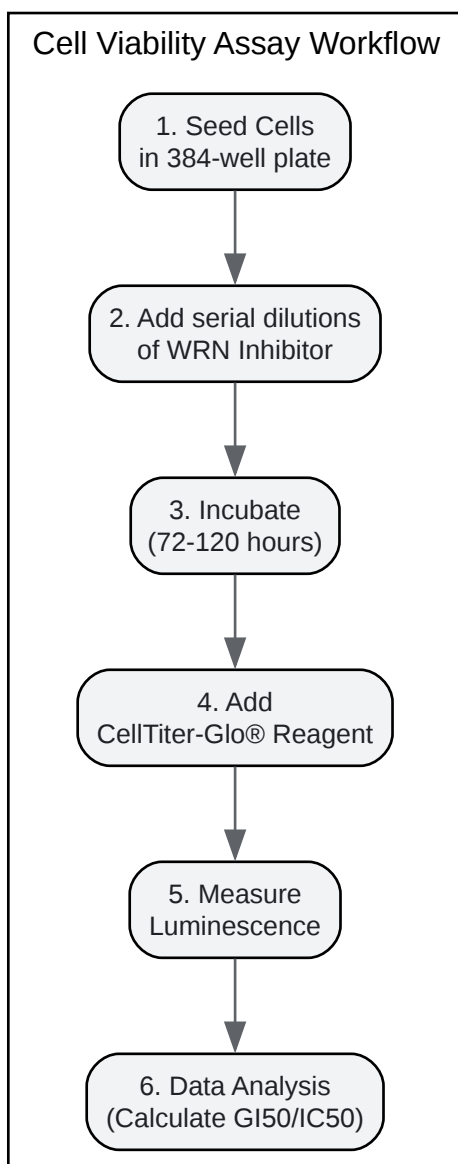 Cell Viability Assay Workflow
1. Seed Cells
in 384-well plate
2. Add serial dilutions
of WRN Inhibitor
3. Incubate
(72-120 hours)
4. Add
CellTiter-Glo® Reagent
5. Measure
Luminescence
6. Data Analysis
(Calculate GI50/IC50)